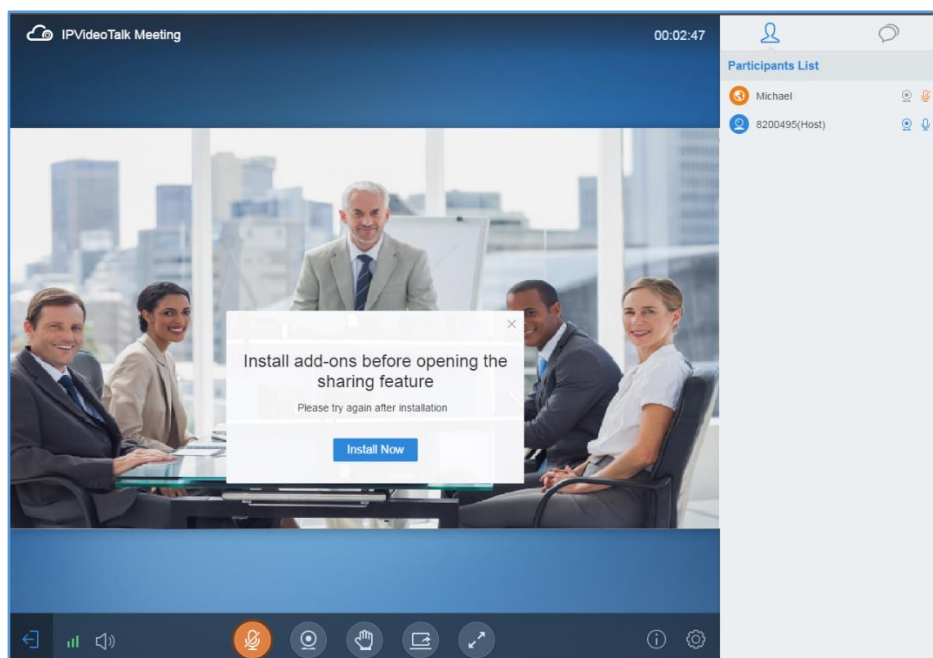 IPVideoTalk Meeting
00:02:47
Participants List
Michael
8200495(Host)
Install add-ons before opening the
sharing feature
Please try again after installation
Install Now